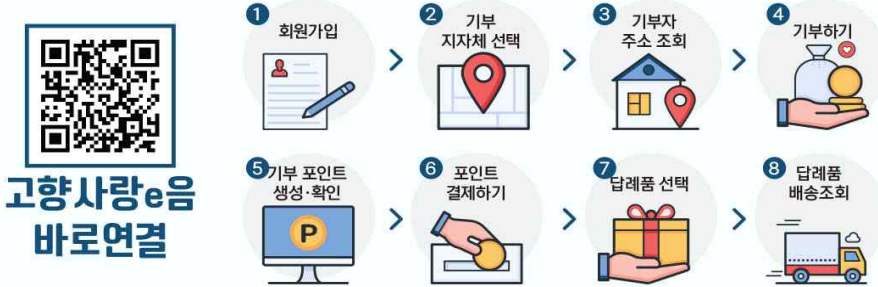 고향사랑e음
바로연결
1
회원가입
2
기부
지자체 선택
3
기부자
주소 조회
4
기부하기
5
기부 포인트
생성·확인
P
6
포인트
결제하기
7
답례품 선택
8
답례품
배송조회